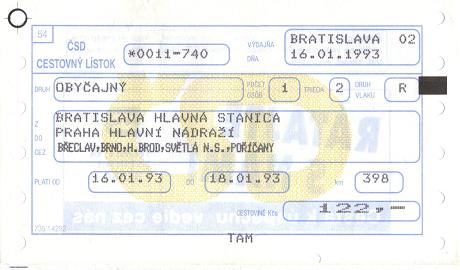 54
ČSD
CESTOVNÝ LÍSTOK
*0011-740
VÝDAJŇA
DŇA
BRATISLAVA 02
16.01.1993
DRUH OBYČAJNÝ POČET OSÔB 1 TRIEDA 2 DRUH VLAKU R
Z
DO
CEZ
BRATISLAVA HLAVNÁ STANICA
PRAHA HLAVNÍ NÁDRAŽÍ
BŘECLAV,BRNO,H.BROD,SVĚTLÁ N.S.,POŘÍČANY
PLATÍ OD 16.01.93 DO 18.01.93 km 398
CESTOVNÉ Kčs 122,—
TAM